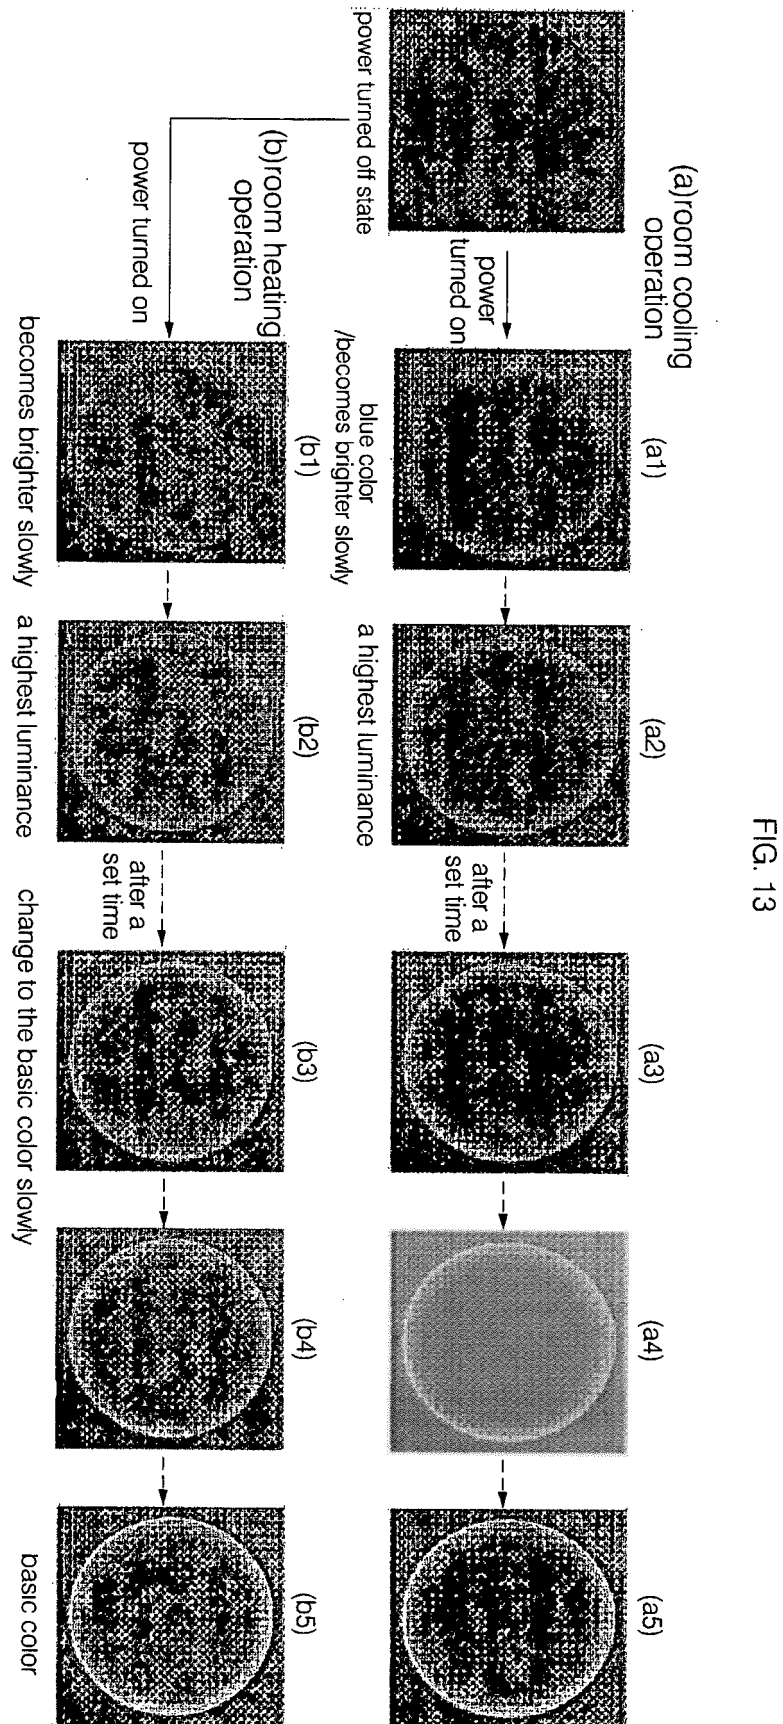 FIG. 13
(a)room cooling
operation
(a1)
(a2)
(a3)
(a4)
(a5)
power
turned on
after a
set time
power turned off state
blue color
/becomes brighter slowly
a highest luminance
(b)room heating
operation
(b1)
(b2)
(b3)
(b4)
(b5)
power turned on
after a
set time
becomes brighter slowly
a highest luminance
change to the basic color slowly
basic color